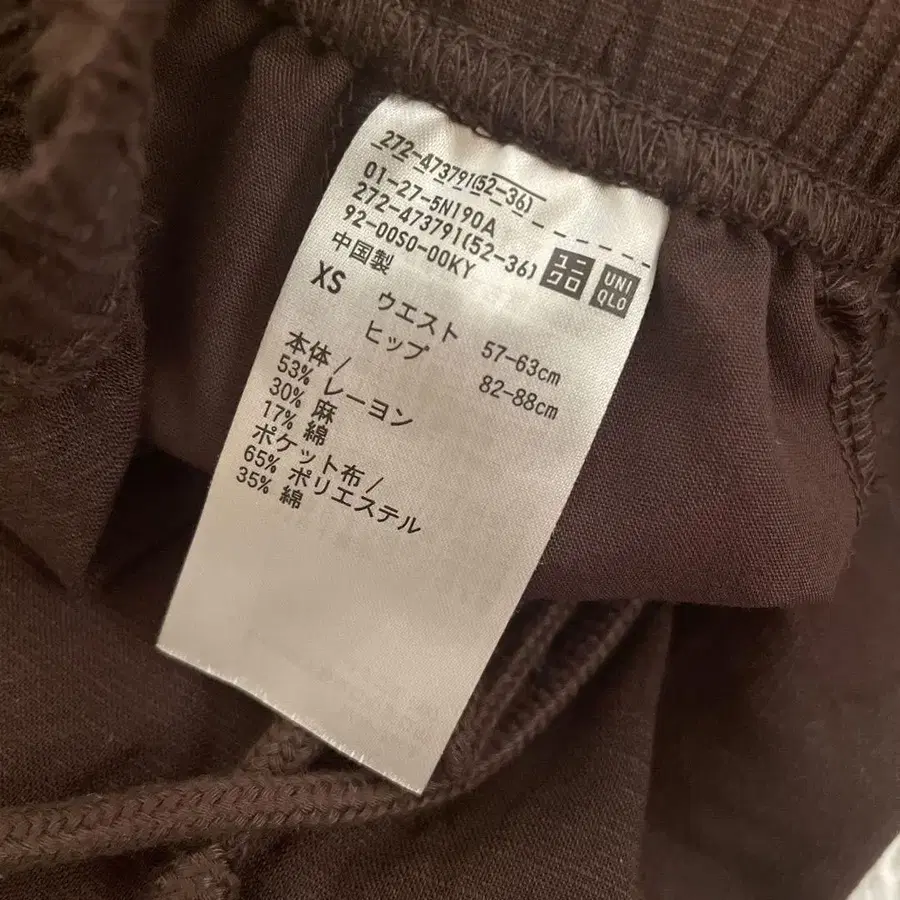 272-473791(52-36)
01-27-5N190A
272-473791(52-36)
92-00S0-00KY
中国製
ユニクロ
UNIQLO
XS
ウエスト 57-63cm
ヒップ 82-88cm
本体/
53% レーヨン
30% 麻
17% 綿
ポケット布/
65% ポリエステル
35% 綿